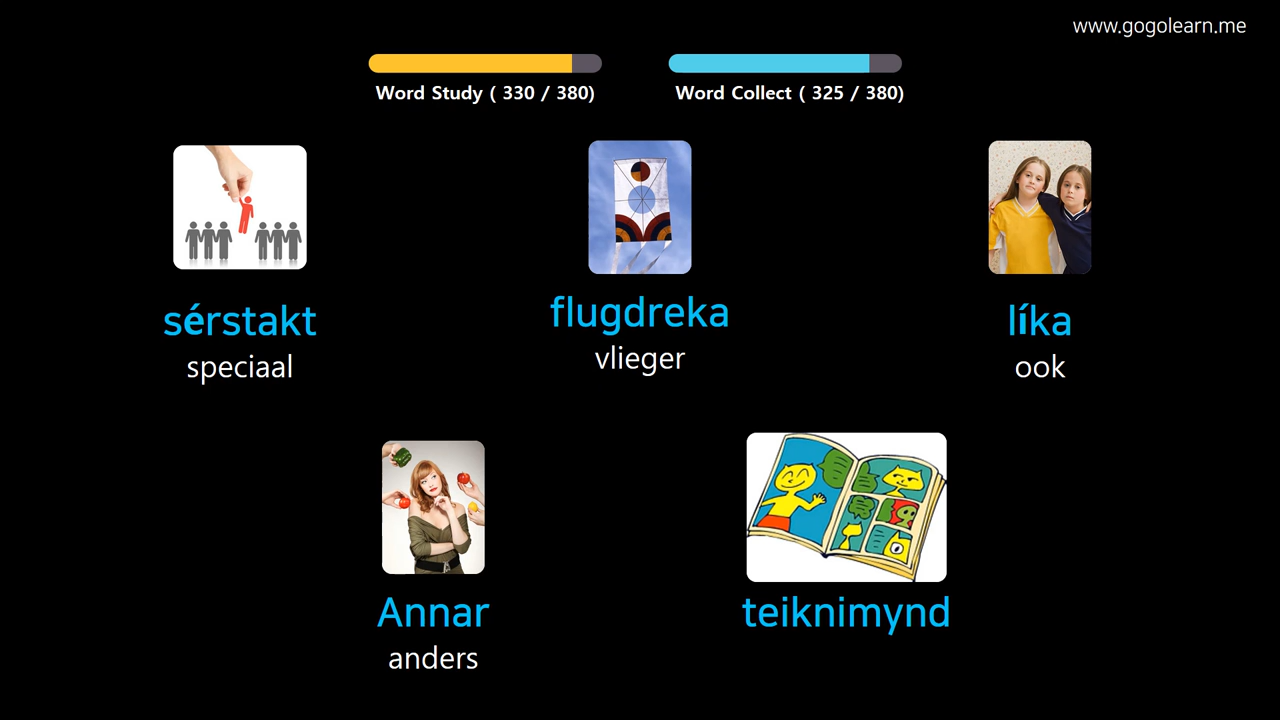 www.gogolearn.me
Word Study ( 330 / 380)
Word Collect ( 325 / 380)
sérstakt
speciaal
flugdreka
vlieger
líka
ook
Annar
anders
teiknimynd